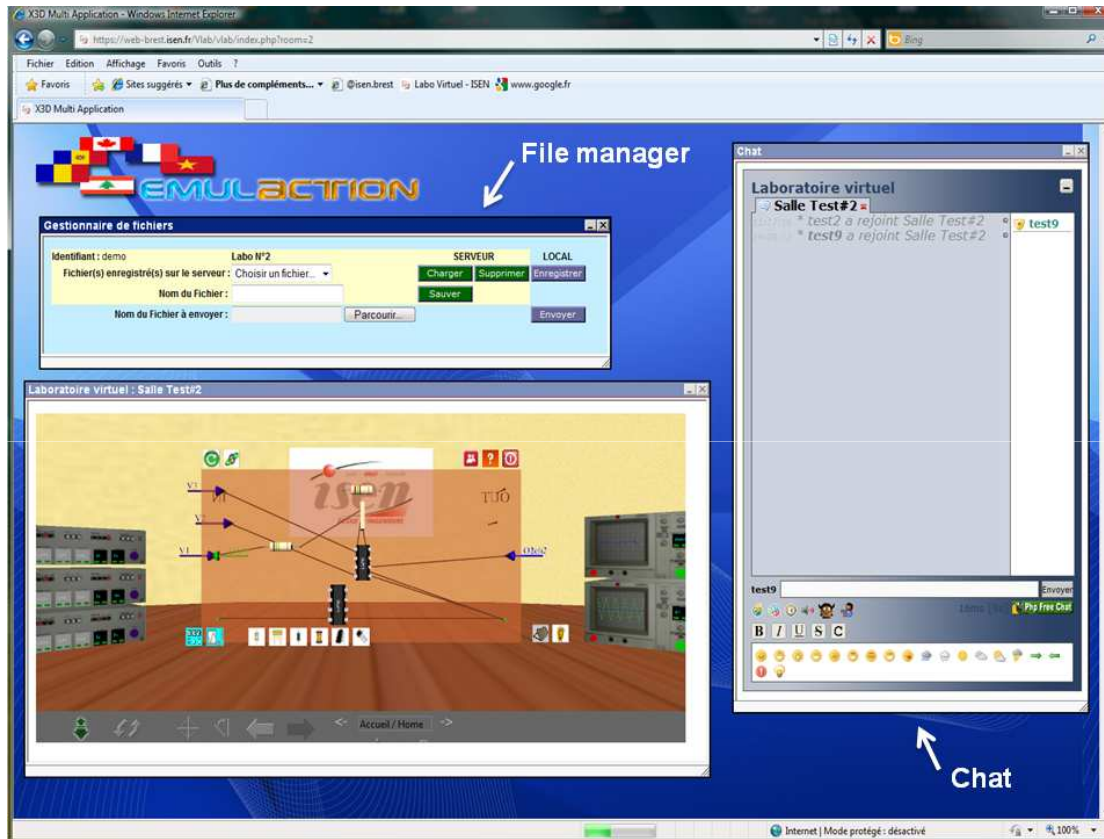 X3D Multi Application - Windows Internet Explorer
https://web-brest.isen.fr/Vlab/vlab/index.php?room=2
Bing
Fichier Edition Affichage Favoris Outils ?
Favoris Sites suggérés Plus de compléments... @isen.brest Labo Virtuel - ISEN www.google.fr
X3D Multi Application
EMULACTION
File manager
Gestionnaire de fichiers
Identifiant : demo Labo N°2 SERVEUR LOCAL
Fichier(s) enregistré(s) sur le serveur : Choisir un fichier... Charger Supprimer Enregistrer
Nom du Fichier : Sauver
Nom du Fichier à envoyer : Parcourir... Envoyer
Chat
Laboratoire virtuel
Salle Test#2
* test2 a rejoint Salle Test#2
* test9 a rejoint Salle Test#2
test9
Laboratoire virtuel : Salle Test#2
isen
IN
OUT
V2
V1
Accueil / Home
test9 Envoyer
Php Free Chat
B I U S C
Chat
Internet | Mode protégé : désactivé 100%